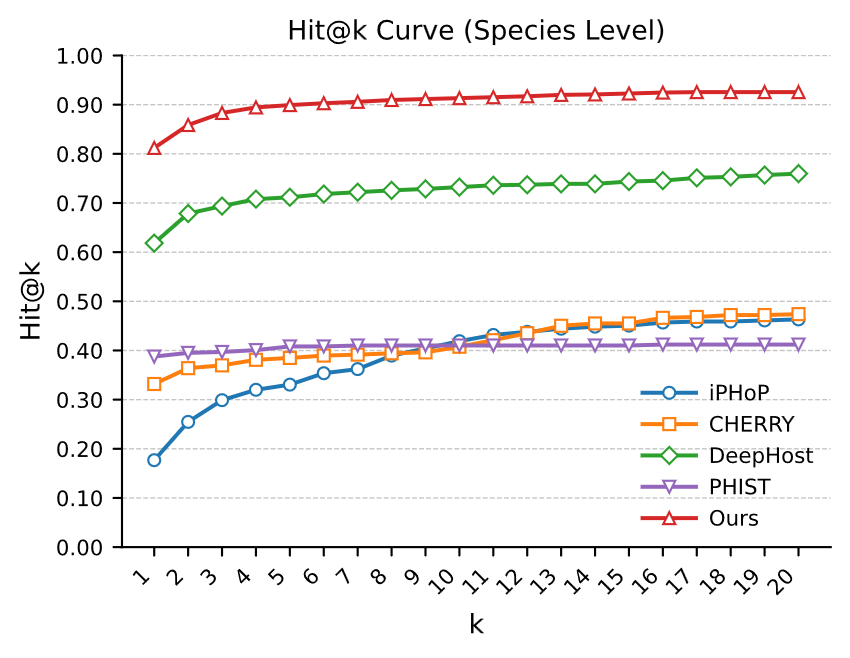 Hit@k Curve (Species Level)
Hit@k
1.00
0.90
0.80
0.70
0.60
0.50
0.40
0.30
0.20
0.10
0.00
iPHoP
CHERRY
DeepHost
PHIST
Ours
1 2 3 4 5 6 7 8 9 10 11 12 13 14 15 16 17 18 19 20
k